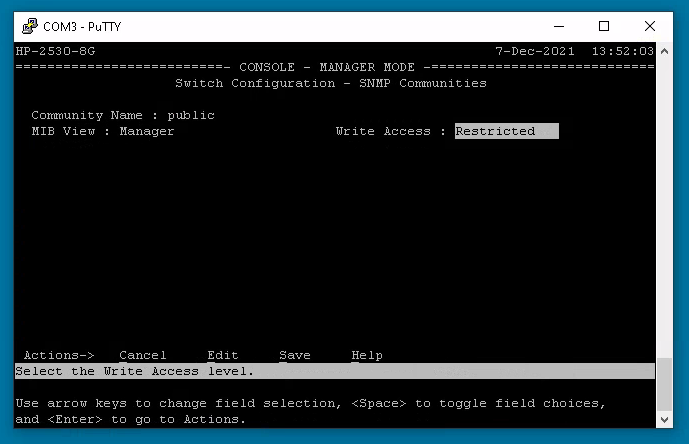 COM3 - PuTTY
HP-2530-8G 7-Dec-2021 13:52:03
===========================- CONSOLE - MANAGER MODE -============================
Switch Configuration - SNMP Communities
Community Name : public
MIB View : Manager Write Access : Restricted
Actions-> Cancel Edit Save Help
Select the Write Access level.
Use arrow keys to change field selection, <Space> to toggle field choices,
and <Enter> to go to Actions.